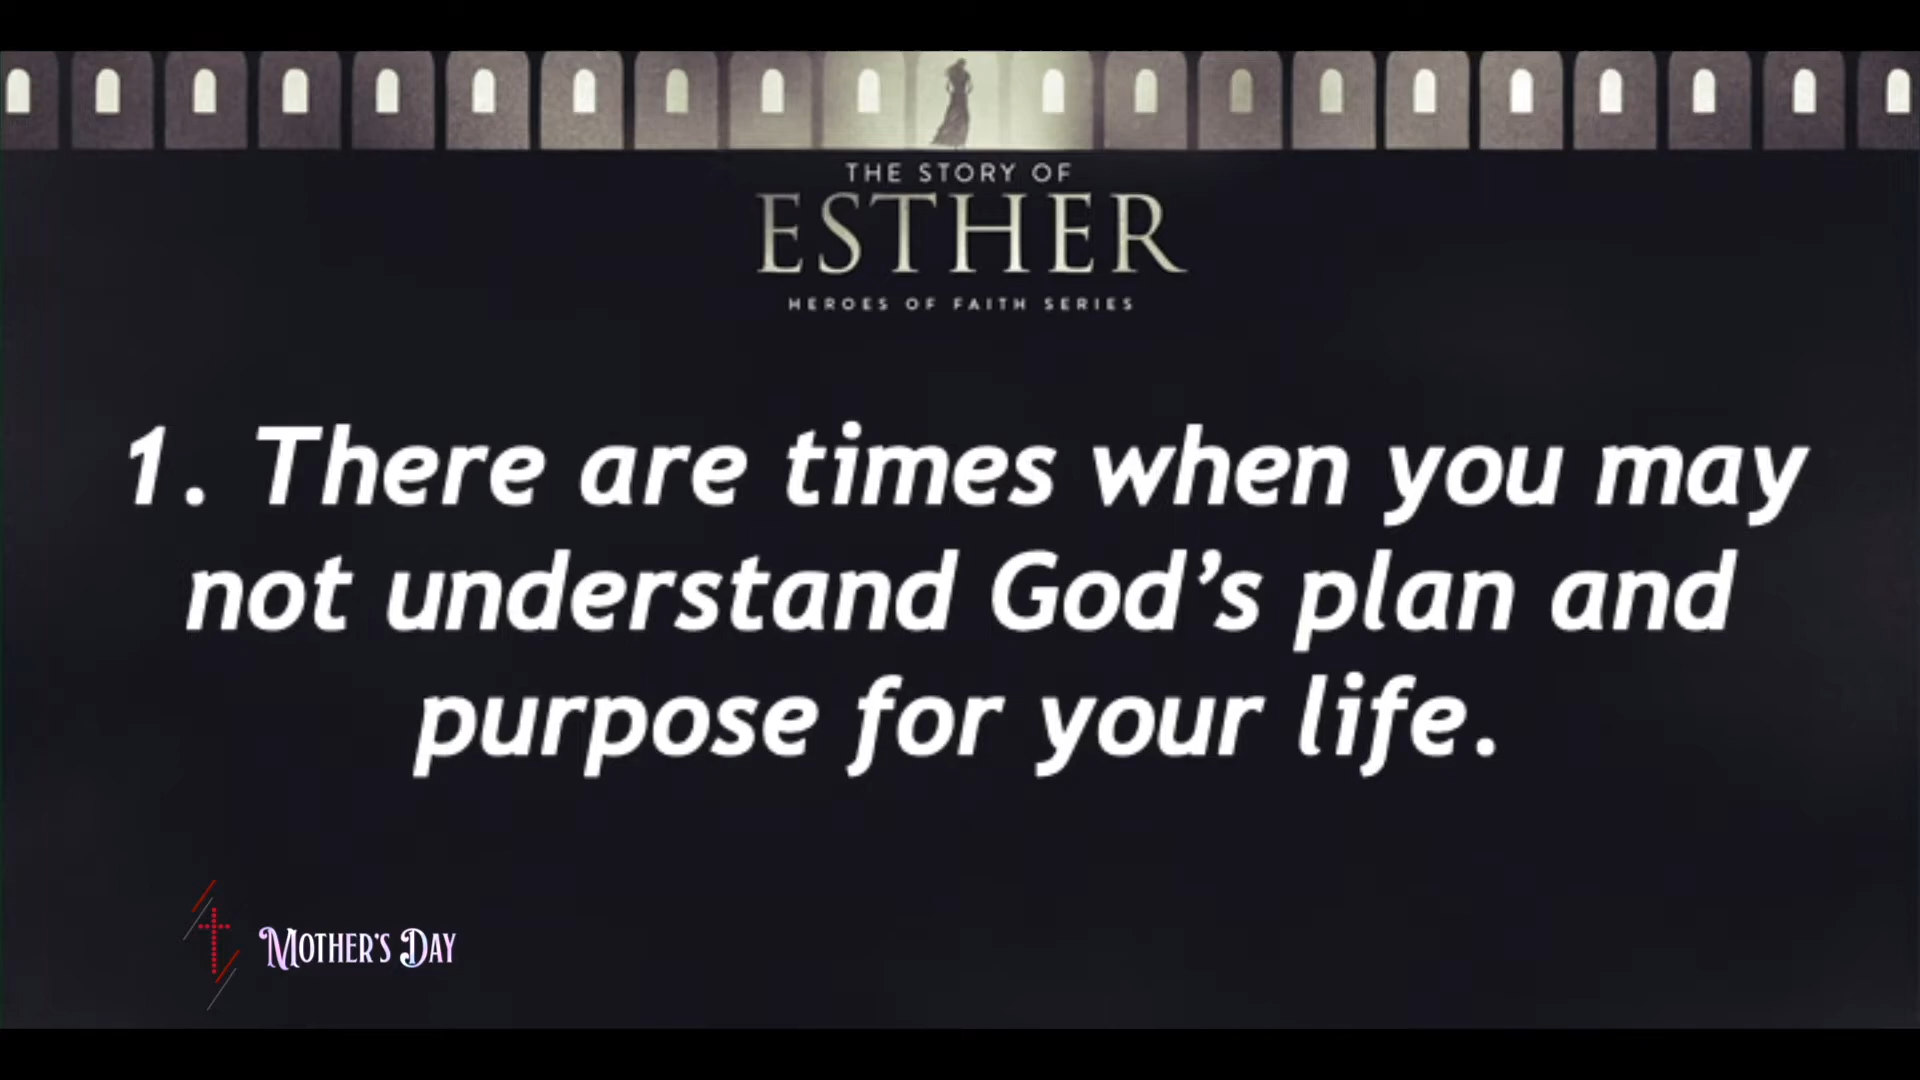 THE STORY OF
ESTHER
HEROES OF FAITH SERIES
1. There are times when you may
not understand God’s plan and
purpose for your life.
MOTHER'S DAY